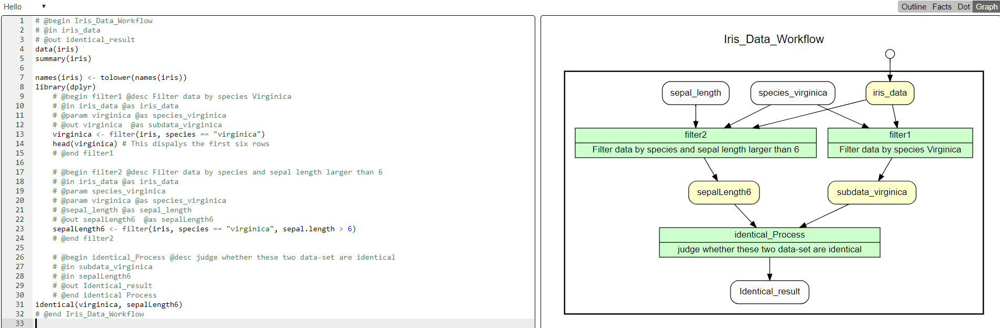 Hello ▼
Outline Facts Dot Graph
1 # @begin Iris_Data_Workflow
2 # @in iris_data
3 # @out identical_result
4 data(iris)
5 summary(iris)
6
7 names(iris) <- tolower(names(iris))
8 library(dplyr)
9 # @begin filter1 @desc Filter data by species Virginica
10 # @in iris_data @as iris_data
11 # @param virginica @as species_virginica
12 # @out virginica  @as subdata_virginica
13 virginica <- filter(iris, species == "virginica")
14 head(virginica) # This dispalys the first six rows
15 # @end filter1
16
17 # @begin filter2 @desc Filter data by species and sepal length larger than 6
18 # @in iris_data @as iris_data
19 # @param species_virginica
20 # @param virginica @as species_virginica
21 # @sepal_length @as sepal_length
22 # @out sepalLength6  @as sepalLength6
23 sepalLength6 <- filter(iris, species == "virginica", sepal.length > 6)
24 # @end filter2
25
26 # @begin identical_Process @desc judge whether these two data-set are identical
27 # @in subdata_virginica
28 # @in sepalLength6
29 # @out Identical_result
30 # @end identical Process
31 identical(virginica, sepalLength6)
32 # @end Iris_Data_Workflow
33
Iris_Data_Workflow
sepal_length
species_virginica
iris_data
filter2
Filter data by species and sepal length larger than 6
filter1
Filter data by species Virginica
sepalLength6
subdata_virginica
identical_Process
judge whether these two data-set are identical
Identical_result